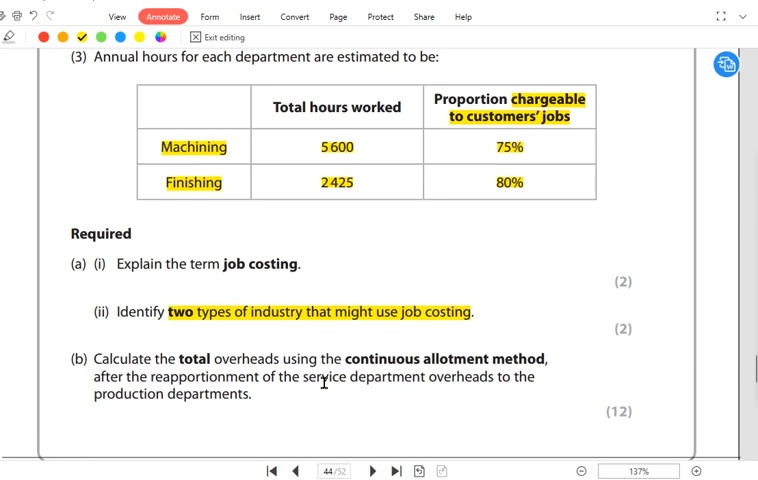 View Annotate Form Insert Convert Page Protect Share Help
Exit editing
(3) Annual hours for each department are estimated to be:
Total hours worked
Proportion chargeable
to customers' jobs
Machining 5 600 75%
Finishing 2 425 80%
Required
(a) (i) Explain the term job costing.
(2)
(ii) Identify two types of industry that might use job costing.
(2)
(b) Calculate the total overheads using the continuous allotment method,
after the reapportionment of the service department overheads to the
production departments.
(12)
44 /52
137%